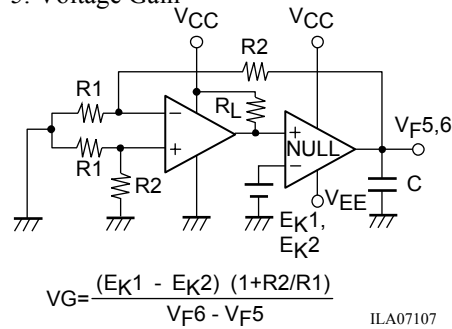 5. Voltage Gain
VCC
VCC
R2
R1
RL
VF5,6
−
+
NULL
−
+
R1
R2
C
VEE
EK1,
EK2
VG= (EK1 - EK2) (1+R2/R1)
VF6 - VF5
ILA07107